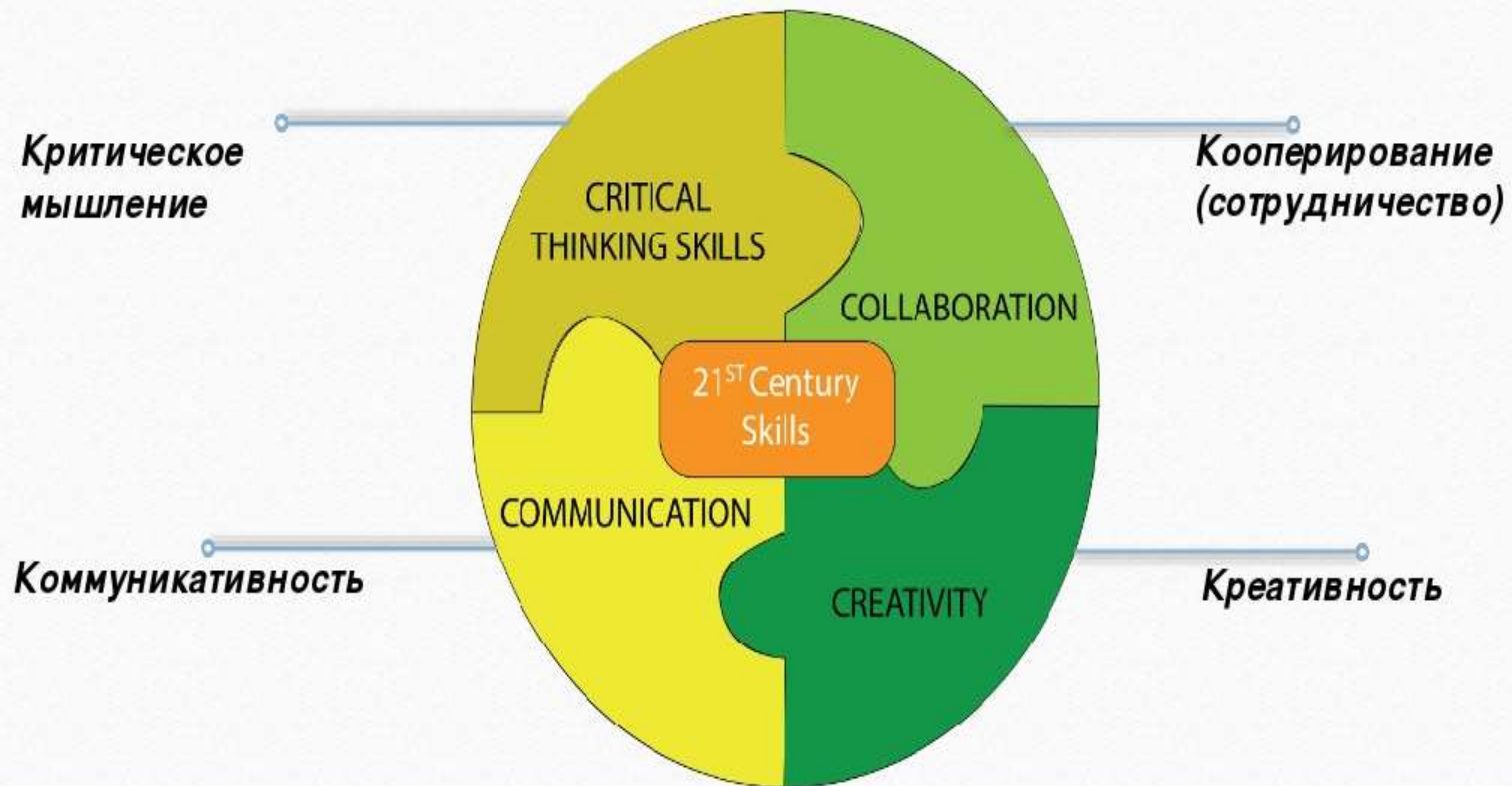 Критическое
мышление
Кооперирование
(сотрудничество)
CRITICAL
THINKING SKILLS
COLLABORATION
21ST Century
Skills
COMMUNICATION
CREATIVITY
Коммуникативность
Креативность